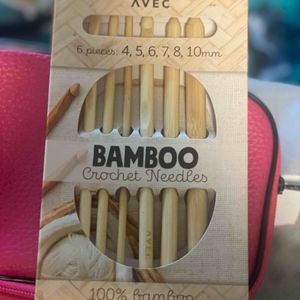 AVEC
6 pieces: 4, 5, 6, 7, 8, 10mm
BAMBOO
Crochet Needles
AVEC
100% bamboo